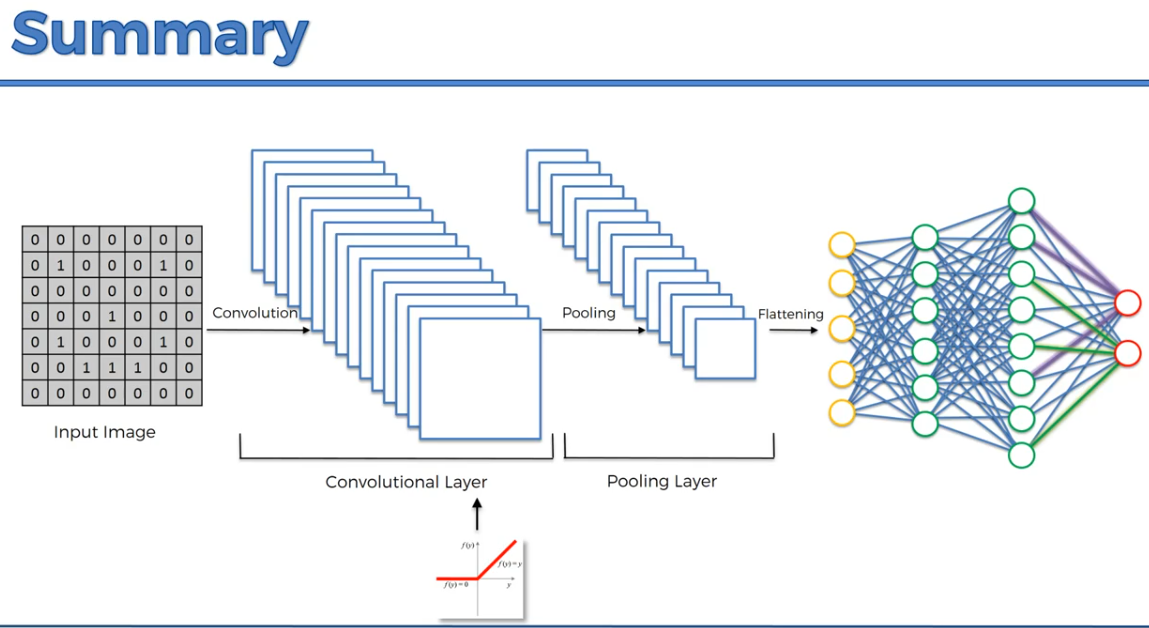 Summary
0 0 0 0 0 0 0
0 1 0 0 0 1 0
0 0 0 0 0 0 0
0 0 0 1 0 0 0
0 1 0 0 0 1 0
0 0 1 1 1 0 0
0 0 0 0 0 0 0
Input Image
Convolution
Convolutional Layer
Pooling
Pooling Layer
Flattening
f(y)
f(y)=y
f(y)=0
y